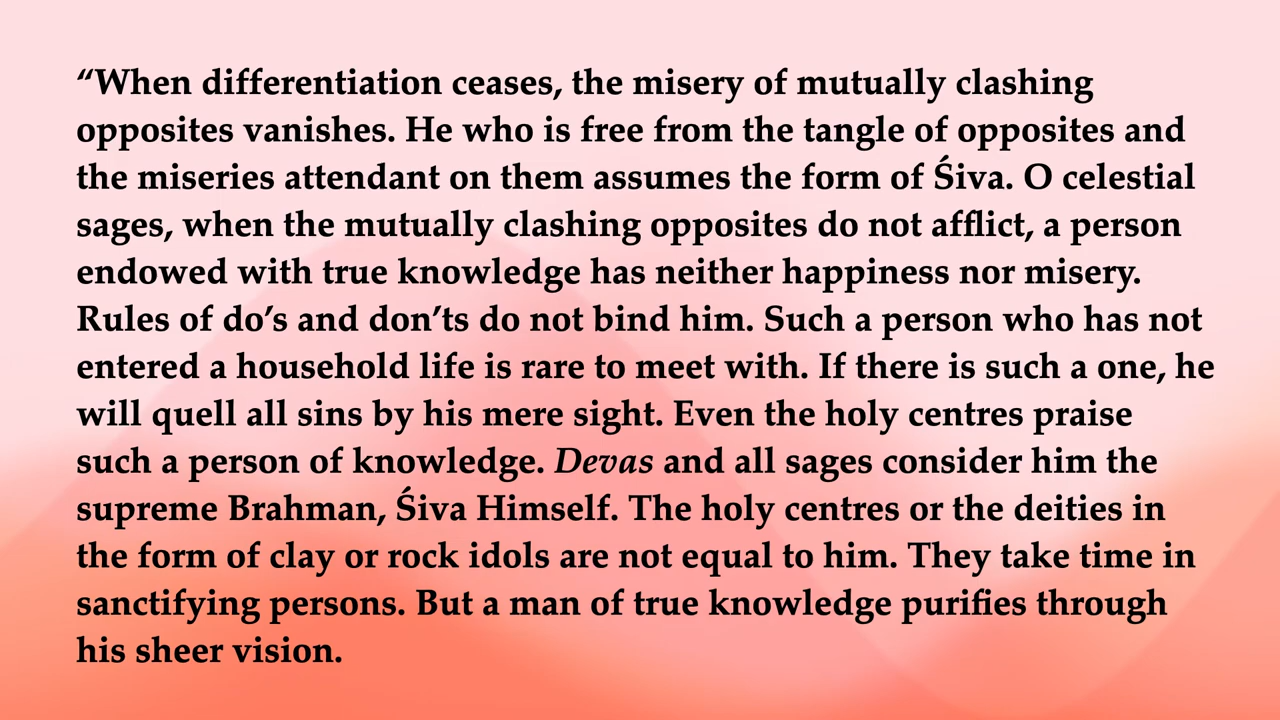 “When differentiation ceases, the misery of mutually clashing
opposites vanishes. He who is free from the tangle of opposites and
the miseries attendant on them assumes the form of Śiva. O celestial
sages, when the mutually clashing opposites do not afflict, a person
endowed with true knowledge has neither happiness nor misery.
Rules of do’s and don’ts do not bind him. Such a person who has not
entered a household life is rare to meet with. If there is such a one, he
will quell all sins by his mere sight. Even the holy centres praise
such a person of knowledge. Devas and all sages consider him the
supreme Brahman, Śiva Himself. The holy centres or the deities in
the form of clay or rock idols are not equal to him. They take time in
sanctifying persons. But a man of true knowledge purifies through
his sheer vision.